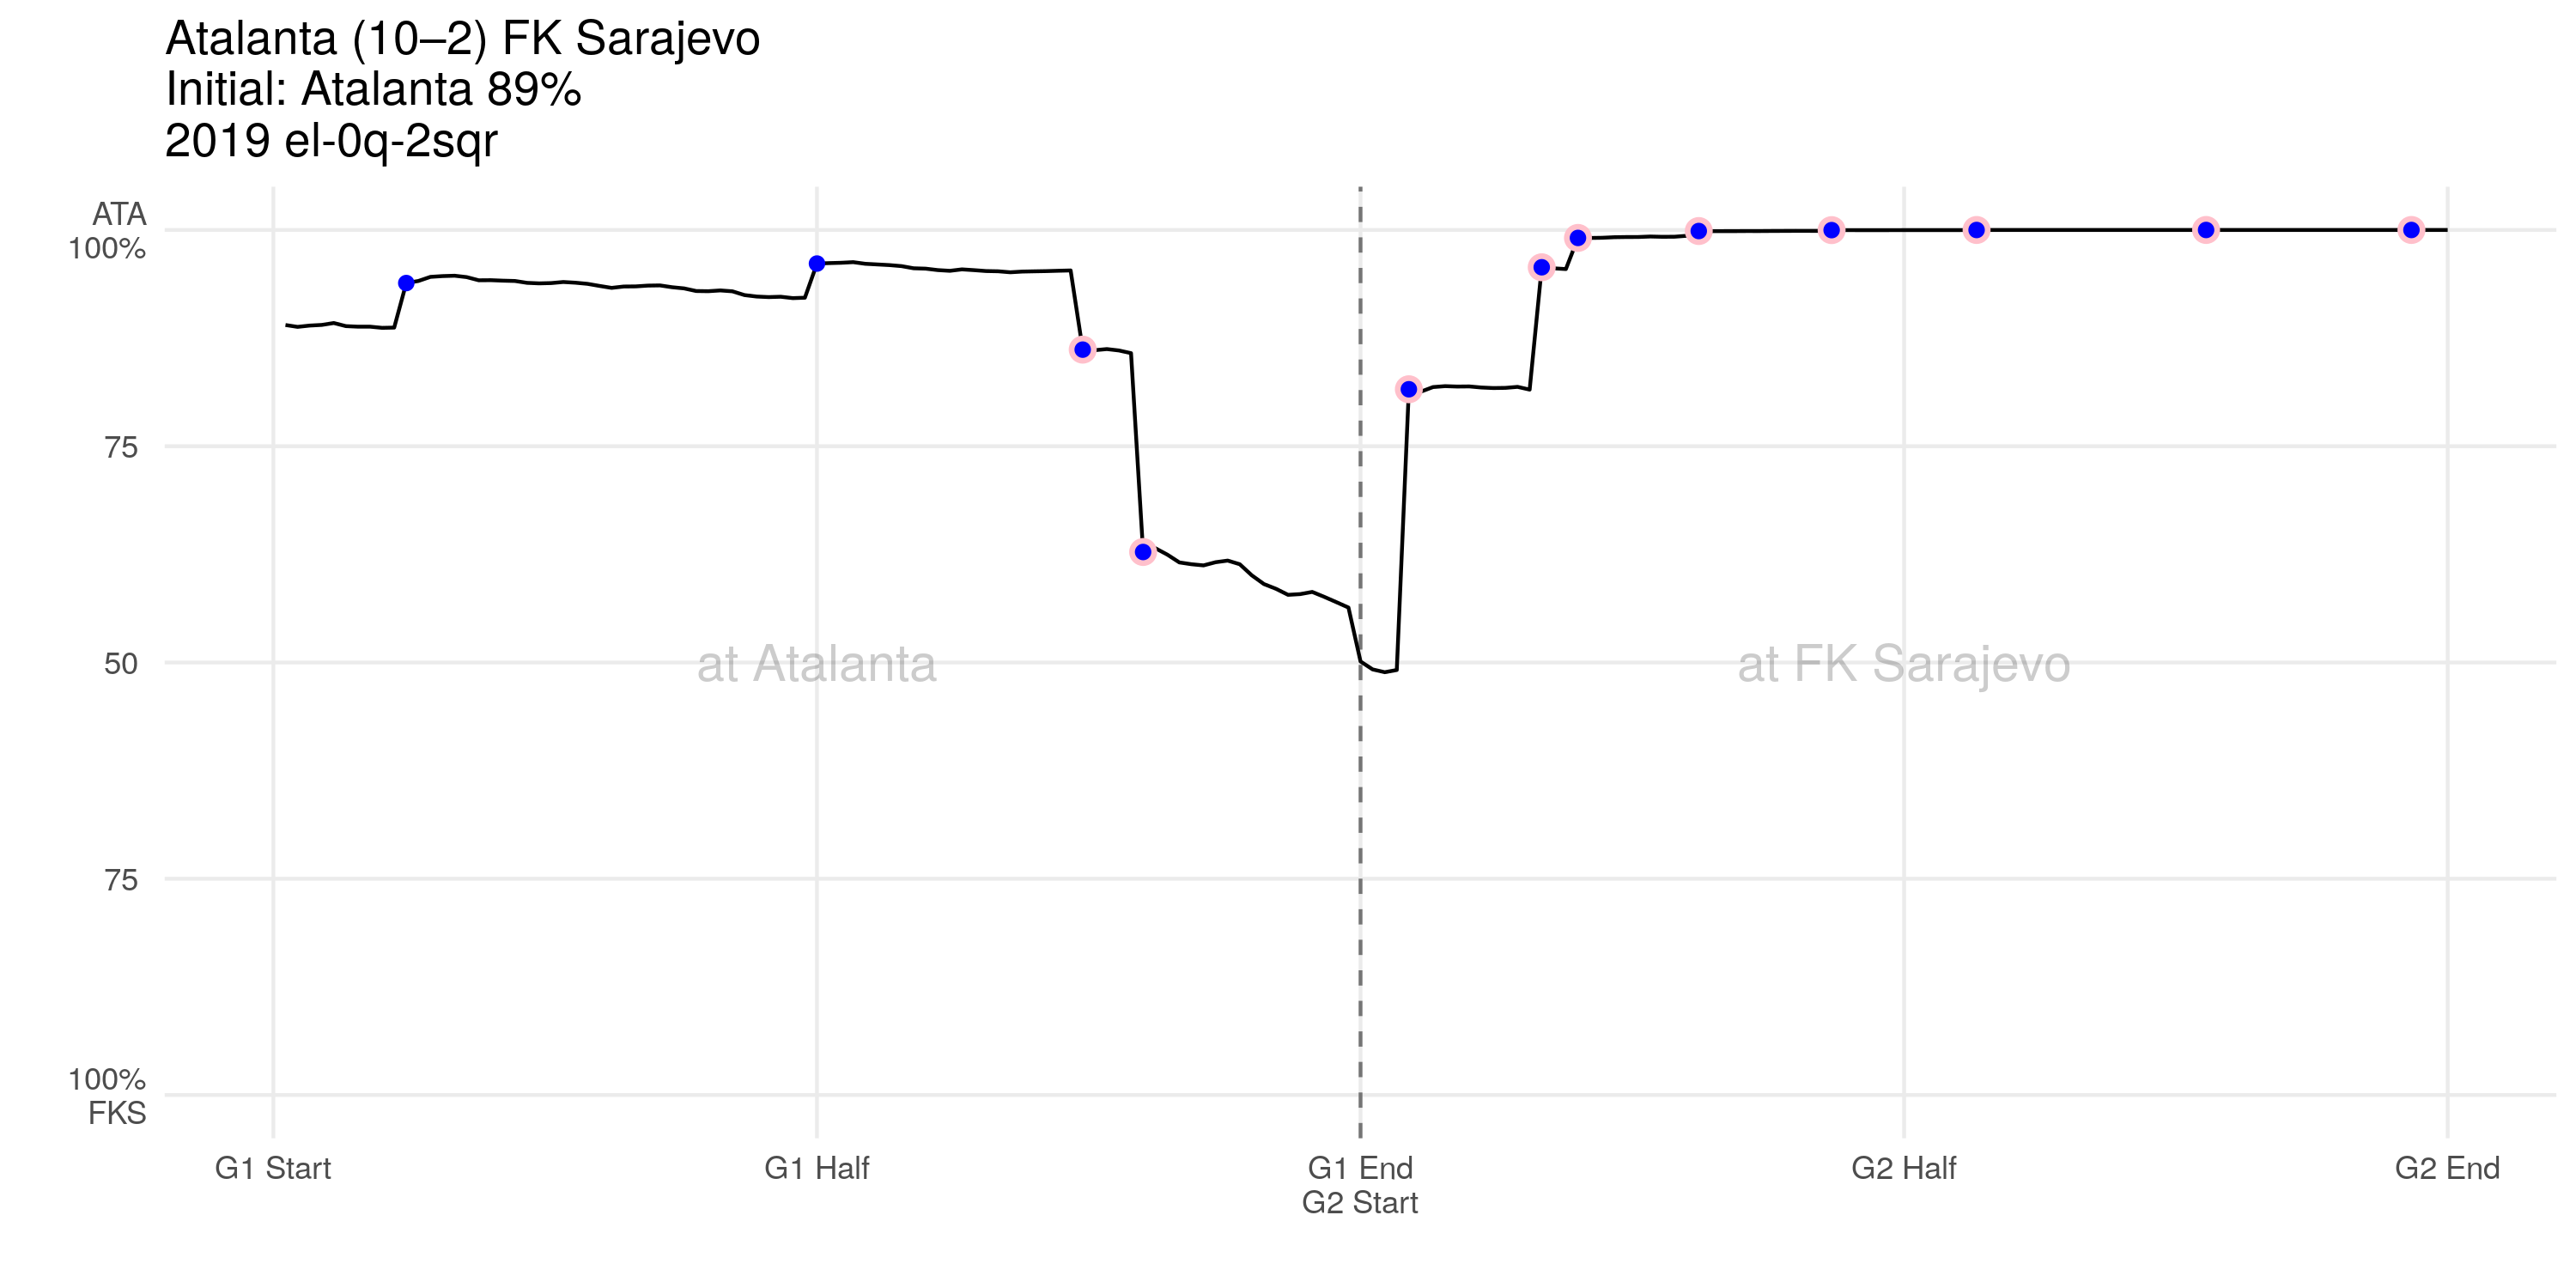 Atalanta (10–2) FK Sarajevo
Initial: Atalanta 89%
2019 el-0q-2sqr
ATA
100%
75
50
75
100%
FKS
at Atalanta
at FK Sarajevo
G1 Start
G1 Half
G1 End
G2 Start
G2 Half
G2 End